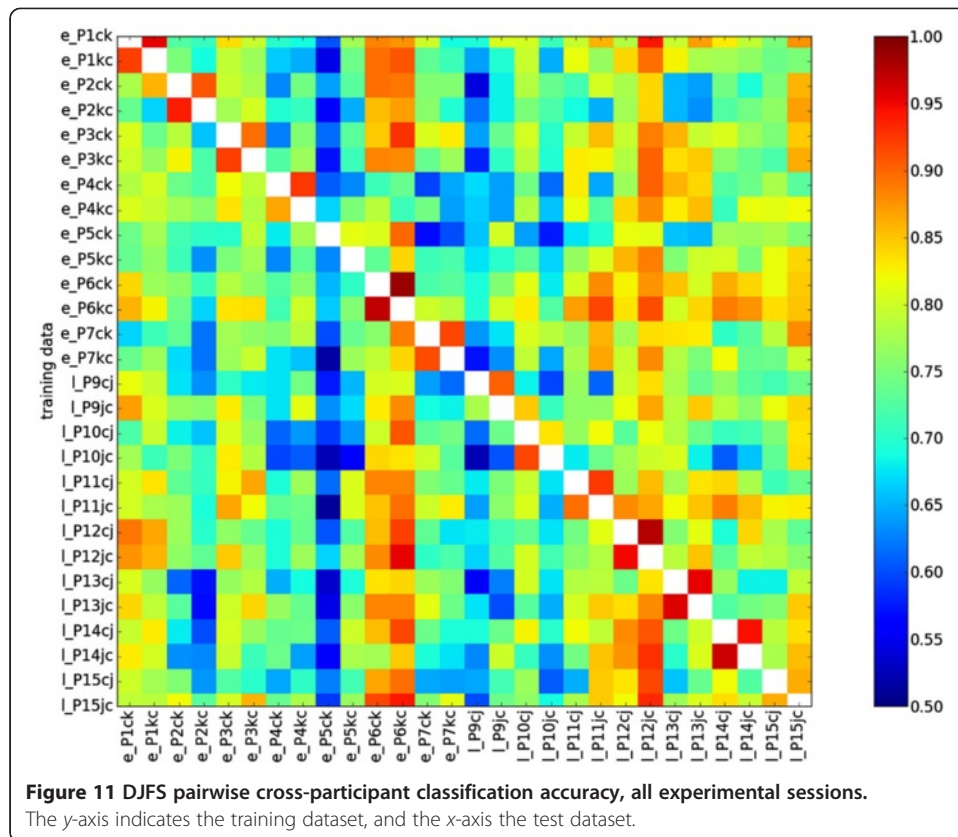 e_P1ck
e_P1kc
e_P2ck
e_P2kc
e_P3ck
e_P3kc
e_P4ck
e_P4kc
e_P5ck
e_P5kc
e_P6ck
e_P6kc
e_P7ck
e_P7kc
l_P9cj
l_P9jc
l_P10cj
l_P10jc
l_P11cj
l_P11jc
l_P12cj
l_P12jc
l_P13cj
l_P13jc
l_P14cj
l_P14jc
l_P15cj
l_P15jc
training data
e_P1ck
e_P1kc
e_P2ck
e_P2kc
e_P3ck
e_P3kc
e_P4ck
e_P4kc
e_P5ck
e_P5kc
e_P6ck
e_P6kc
e_P7ck
e_P7kc
l_P9cj
l_P9jc
l_P10cj
l_P10jc
l_P11cj
l_P11jc
l_P12cj
l_P12jc
l_P13cj
l_P13jc
l_P14cj
l_P14jc
l_P15cj
l_P15jc
1.00
0.95
0.90
0.85
0.80
0.75
0.70
0.65
0.60
0.55
0.50
Figure 11 DJFS pairwise cross-participant classification accuracy, all experimental sessions.
The y-axis indicates the training dataset, and the x-axis the test dataset.